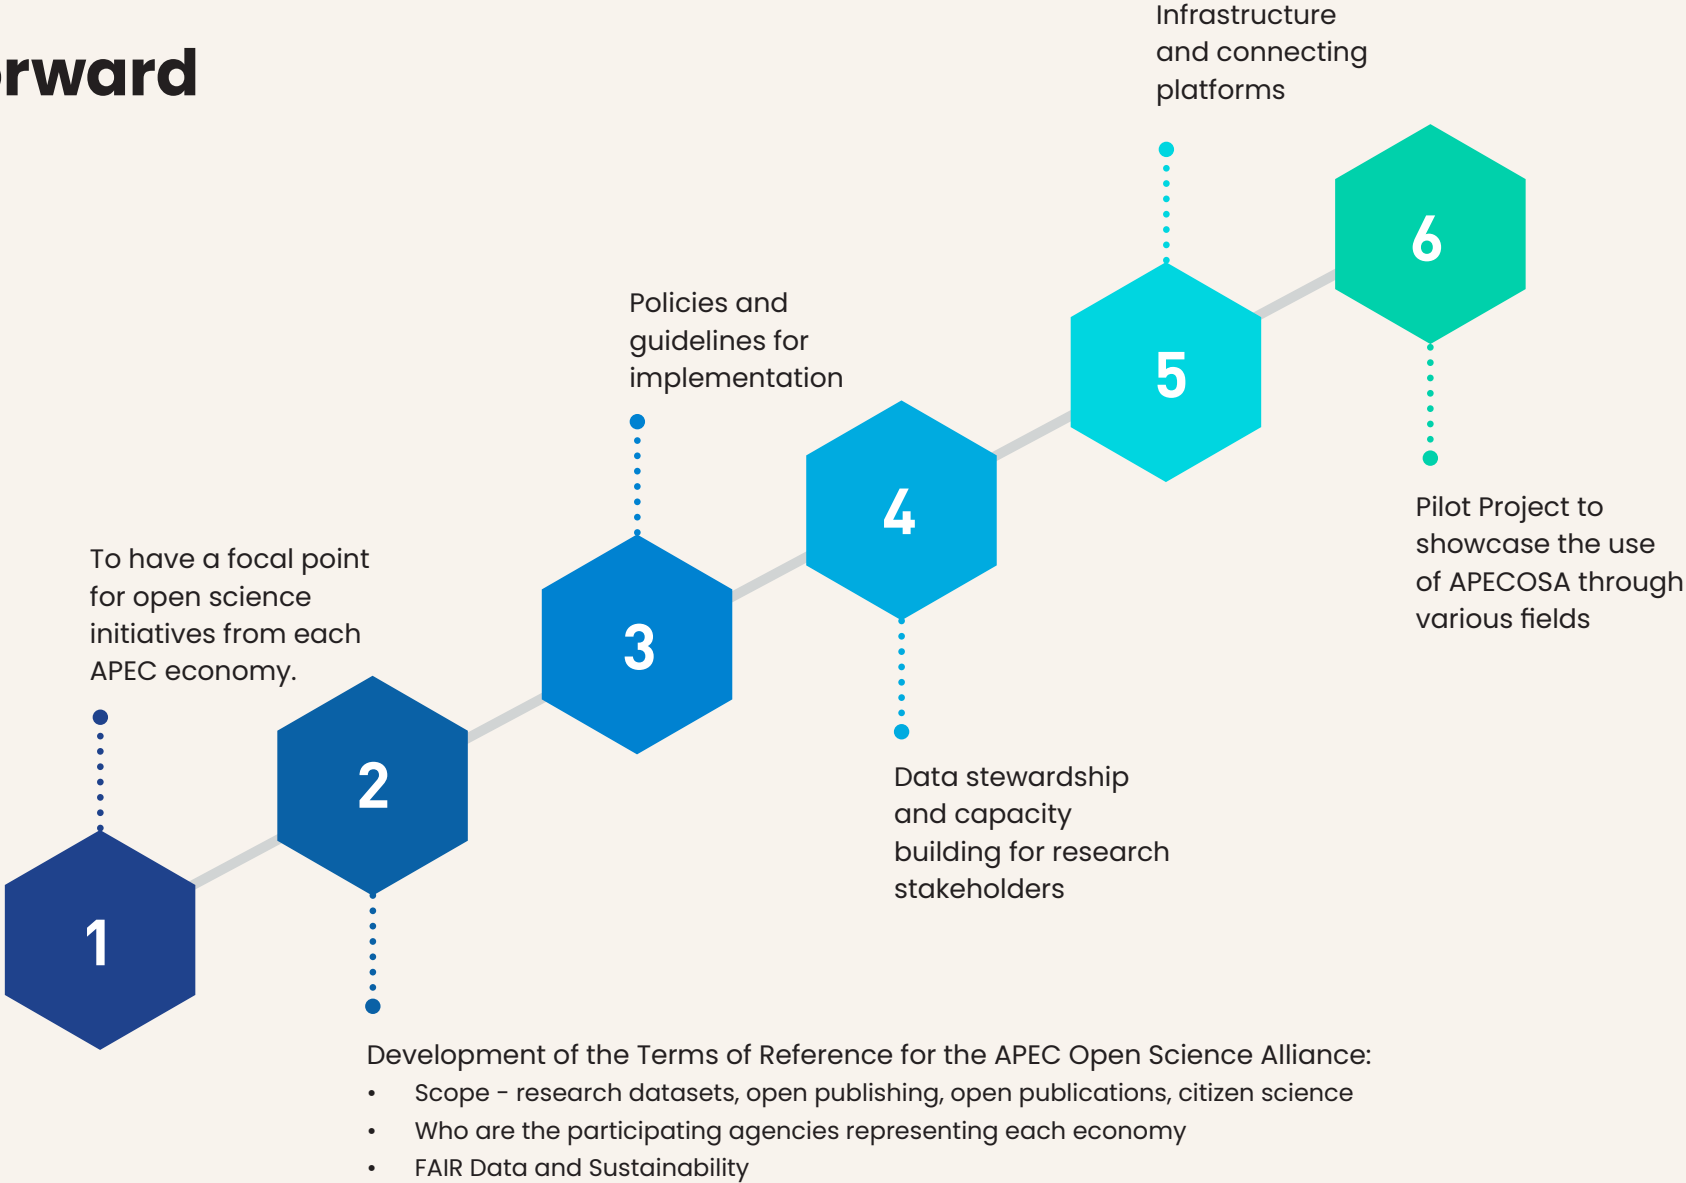 orward
Infrastructure
and connecting
platforms
6
5
Policies and
guidelines for
implementation
4
Pilot Project to
showcase the use
of APECOSA through
various fields
3
To have a focal point
for open science
initiatives from each
APEC economy.
2
Data stewardship
and capacity
building for research
stakeholders
1
Development of the Terms of Reference for the APEC Open Science Alliance:
• Scope - research datasets, open publishing, open publications, citizen science
• Who are the participating agencies representing each economy
• FAIR Data and Sustainability